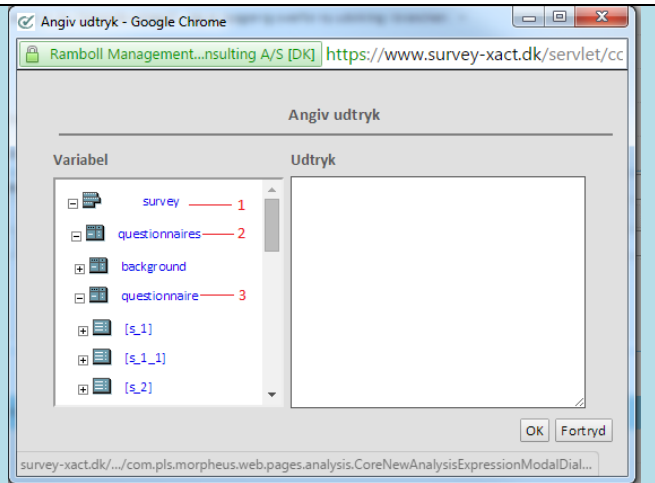 Angiv udtryk - Google Chrome
Ramboll Management...nsulting A/S [DK] https://www.survey-xact.dk/servlet/cc
Angiv udtryk
Variabel Udtryk
survey 1
questionnaires 2
background
questionnaire 3
[s_1]
[s_1_1]
[s_2]
OK Fortryd
survey-xact.dk/.../com.pls.morpheus.web.pages.analysis.CoreNewAnalysisExpressionModalDial...